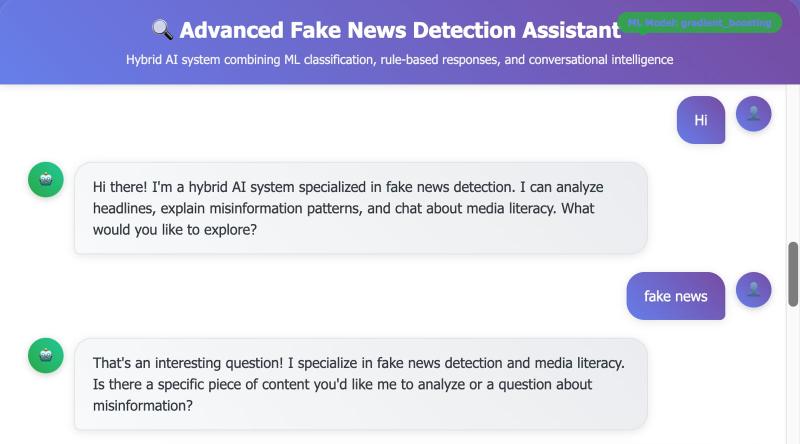 🔍 Advanced Fake News Detection Assistant
ML Model: gradient_boosting
Hybrid AI system combining ML classification, rule-based responses, and conversational intelligence
Hi
Hi there! I'm a hybrid AI system specialized in fake news detection. I can analyze
headlines, explain misinformation patterns, and chat about media literacy. What
would you like to explore?
fake news
That's an interesting question! I specialize in fake news detection and media literacy.
Is there a specific piece of content you'd like me to analyze or a question about
misinformation?